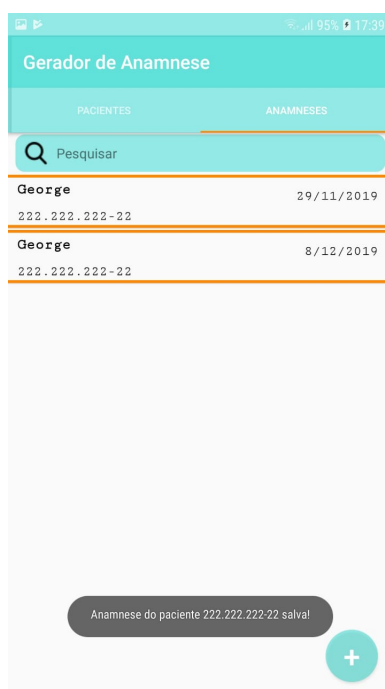 95% 17:39
Gerador de Anamnese
PACIENTES ANAMNESES
Pesquisar
George 29/11/2019
222.222.222-22
George 8/12/2019
222.222.222-22
Anamnese do paciente 222.222.222-22 salva!
+